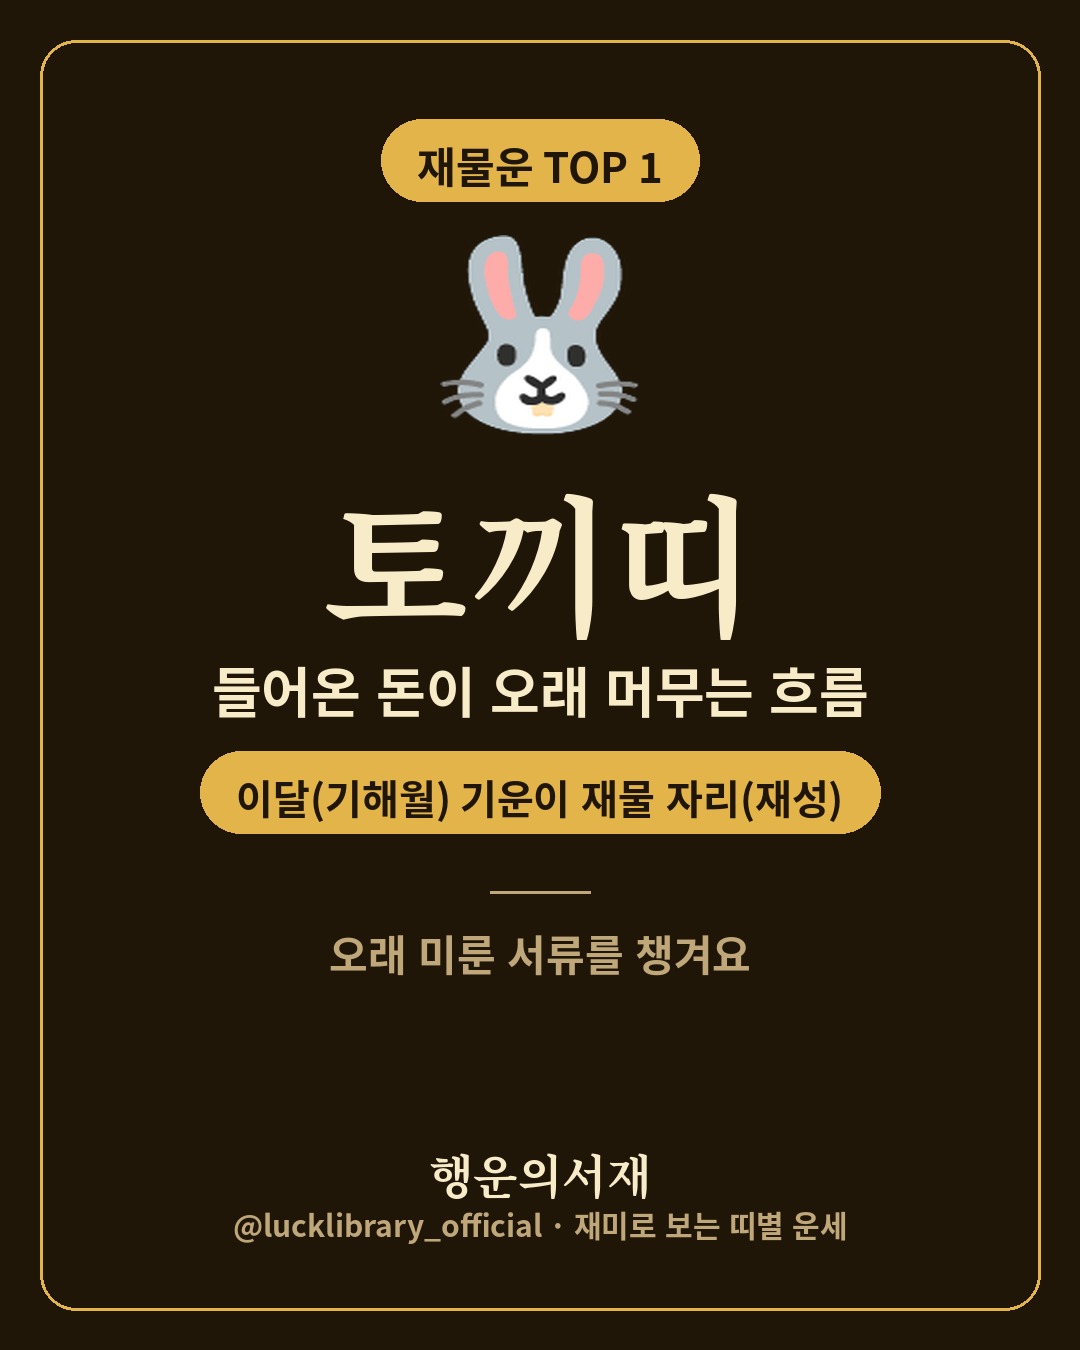 재물운 TOP 1
토끼띠
들어온 돈이 오래 머무는 흐름
이달(기해월) 기운이 재물 자리(재성)
오래 미룬 서류를 챙겨요
행운의서재
@lucklibrary_official · 재미로 보는 띠별 운세